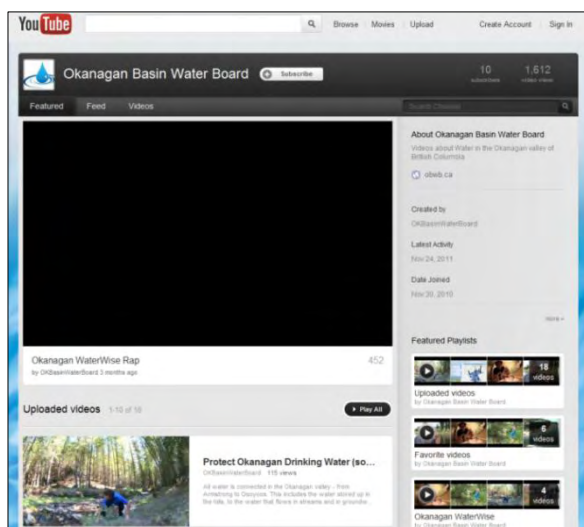 YouTube
Browse Movies Upload Create Account Sign In
Okanagan Basin Water Board Subscribe
10 subscribers
1,612 video views
Featured Feed Videos
Search Channel
About Okanagan Basin Water Board
Videos about Water in the Okanagan valley of
British Columbia
obwb.ca
Created by
OKBasinWaterBoard
Latest Activity
Nov 24, 2011
Date Joined
Nov 30, 2010
more »
Okanagan WaterWise Rap 452
by OKBasinWaterBoard 3 months ago
Uploaded videos 1-10 of 18
Play All
Protect Okanagan Drinking Water (so...
OKBasinWaterBoard 115 views
All water is connected in the Okanagan valley - from
Armstrong to Osoyoos. This includes the water stored up in
the hills, to the water that flows in streams and in groundw...
Featured Playlists
18
videos
Uploaded videos
by Okanagan Basin Water Board
6
videos
Favorite videos
by Okanagan Basin Water Board
4
videos
Okanagan WaterWise
by Okanagan Basin Water Board